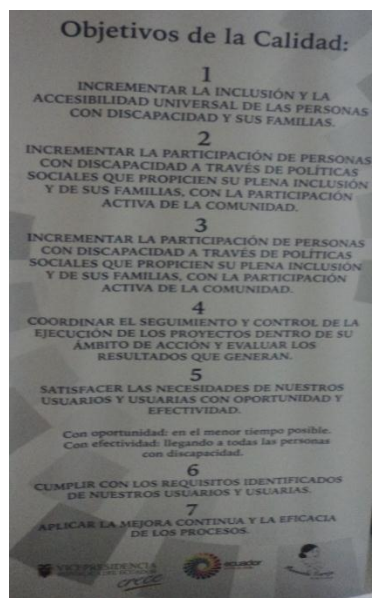 Objetivos de la Calidad:
1
INCREMENTAR LA INCLUSIÓN Y LA
ACCESIBILIDAD UNIVERSAL DE LAS PERSONAS
CON DISCAPACIDAD Y SUS FAMILIAS.
2
INCREMENTAR LA PARTICIPACIÓN DE PERSONAS
CON DISCAPACIDAD A TRAVÉS DE POLÍTICAS
SOCIALES QUE PROPICIEN SU PLENA INCLUSIÓN
Y DE SUS FAMILIAS, CON LA PARTICIPACIÓN
ACTIVA DE LA COMUNIDAD.
3
INCREMENTAR LA PARTICIPACIÓN DE PERSONAS
CON DISCAPACIDAD A TRAVÉS DE POLÍTICAS
SOCIALES QUE PROPICIEN SU PLENA INCLUSIÓN
Y DE SUS FAMILIAS, CON LA PARTICIPACIÓN
ACTIVA DE LA COMUNIDAD.
4
COORDINAR EL SEGUIMIENTO Y CONTROL DE LA
EJECUCIÓN DE LOS PROYECTOS DENTRO DE SU
ÁMBITO DE ACCIÓN Y EVALUAR LOS
RESULTADOS QUE GENERAN.
5
SATISFACER LAS NECESIDADES DE NUESTROS
USUARIOS Y USUARIAS CON OPORTUNIDAD Y
EFECTIVIDAD.
Con oportunidad: en el menor tiempo posible.
Con efectividad: llegando a todas las personas
con discapacidad.
6
CUMPLIR CON LOS REQUISITOS IDENTIFICADOS
DE NUESTROS USUARIOS Y USUARIAS.
7
APLICAR LA MEJORA CONTINUA Y LA EFICACIA
DE LOS PROCESOS.
VICEPRESIDENCIA
ecuador